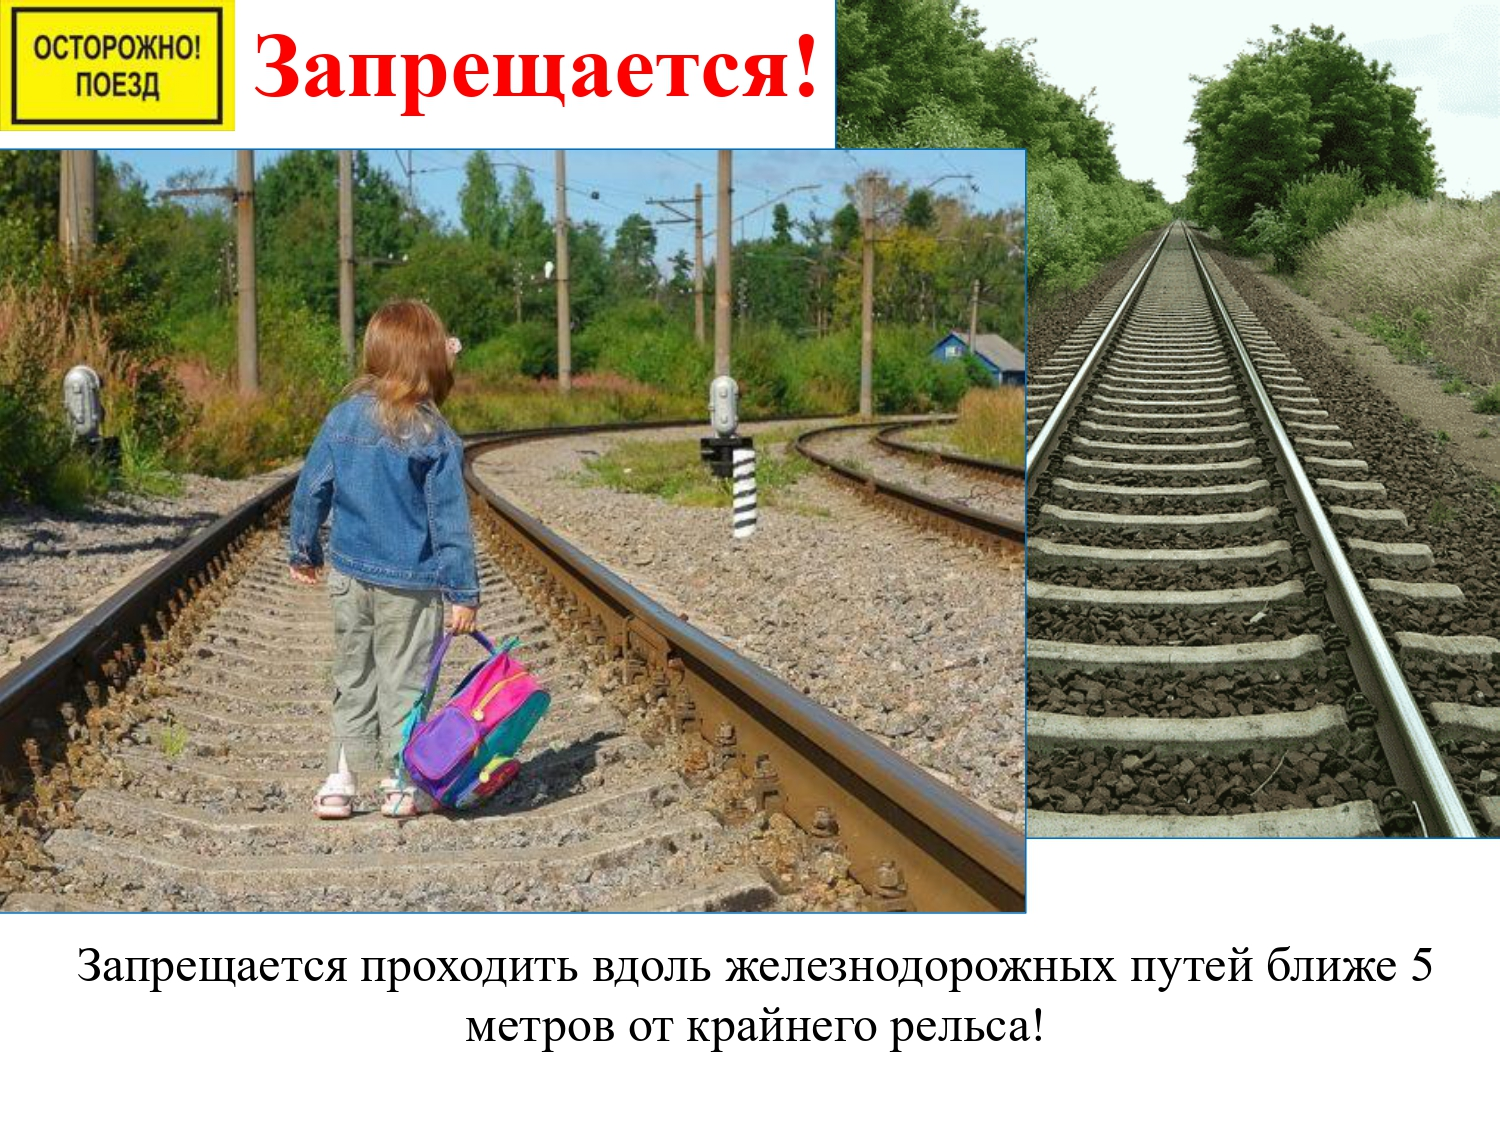 ОСТОРОЖНО!
ПОЕЗД
Запрещается!
Запрещается проходить вдоль железнодорожных путей ближе 5
метров от крайнего рельса!